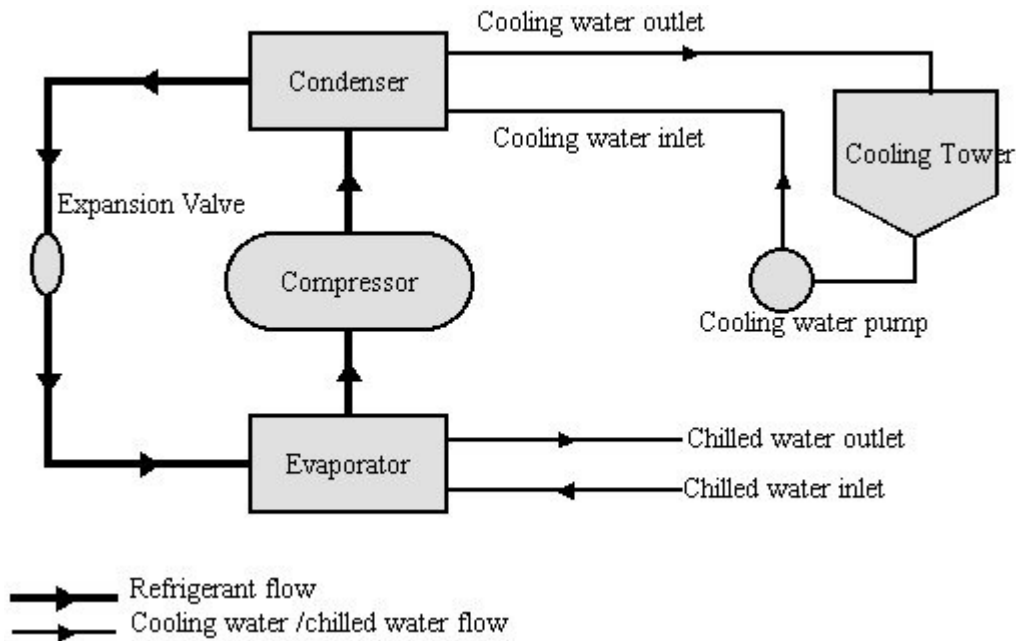 Cooling water outlet
Condenser
Cooling water inlet
Cooling Tower
Expansion Valve
Compressor
Cooling water pump
Chilled water outlet
Evaporator
Chilled water inlet
Refrigerant flow
Cooling water /chilled water flow